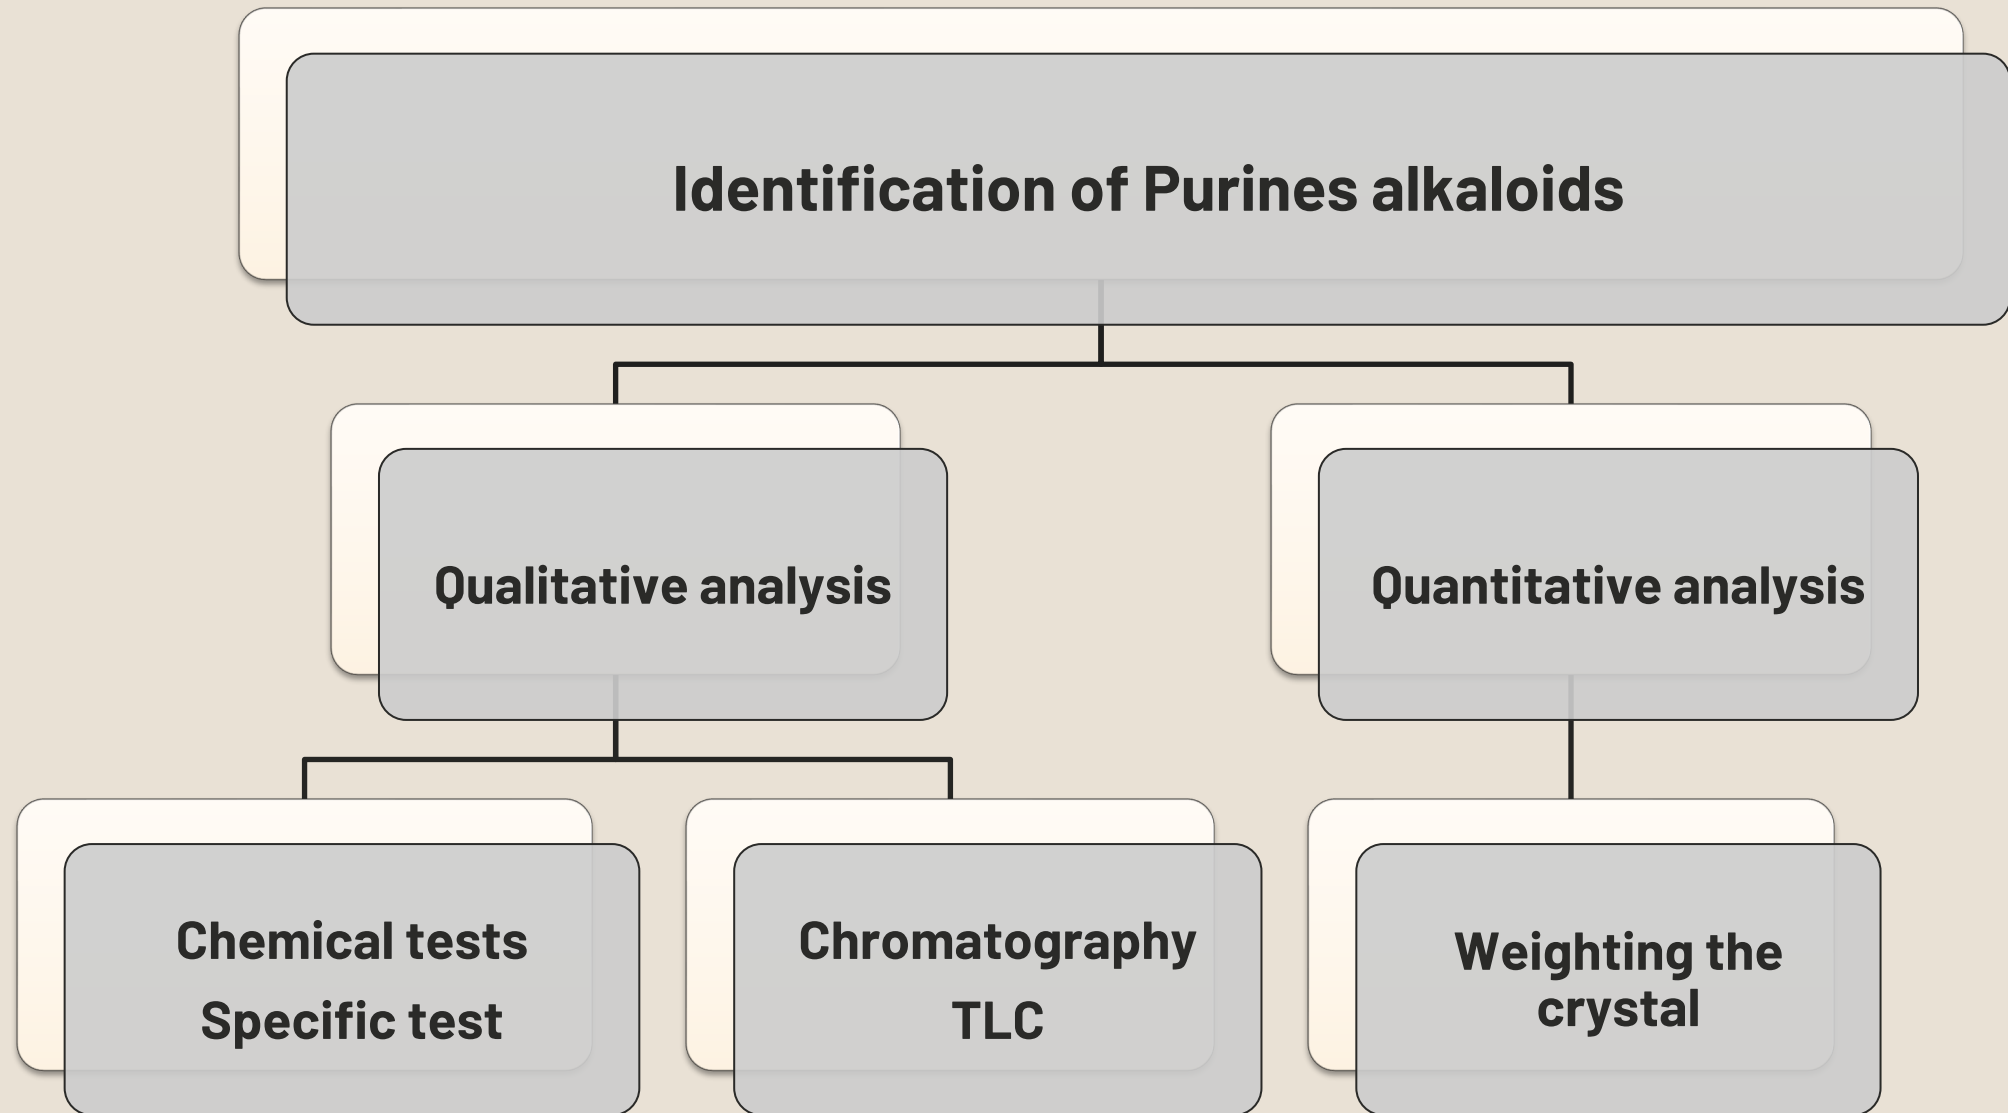 Identification of Purines alkaloids
Qualitative analysis
Quantitative analysis
Chemical tests
Specific test
Chromatography
TLC
Weighting the
crystal